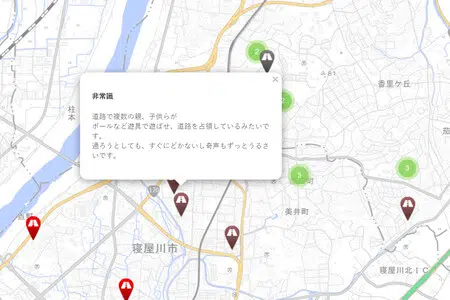 2
香里ケ丘
×
非常識
道路で複数の親、子供らが
ボールなど遊具で遊ばせ、道路を占領しているみたいで
す。
通ろうとしても、すぐにどかないし奇声もずっとうるさ
いです。
柱本
5
3
美井町
寝屋川市
寝屋川北IC